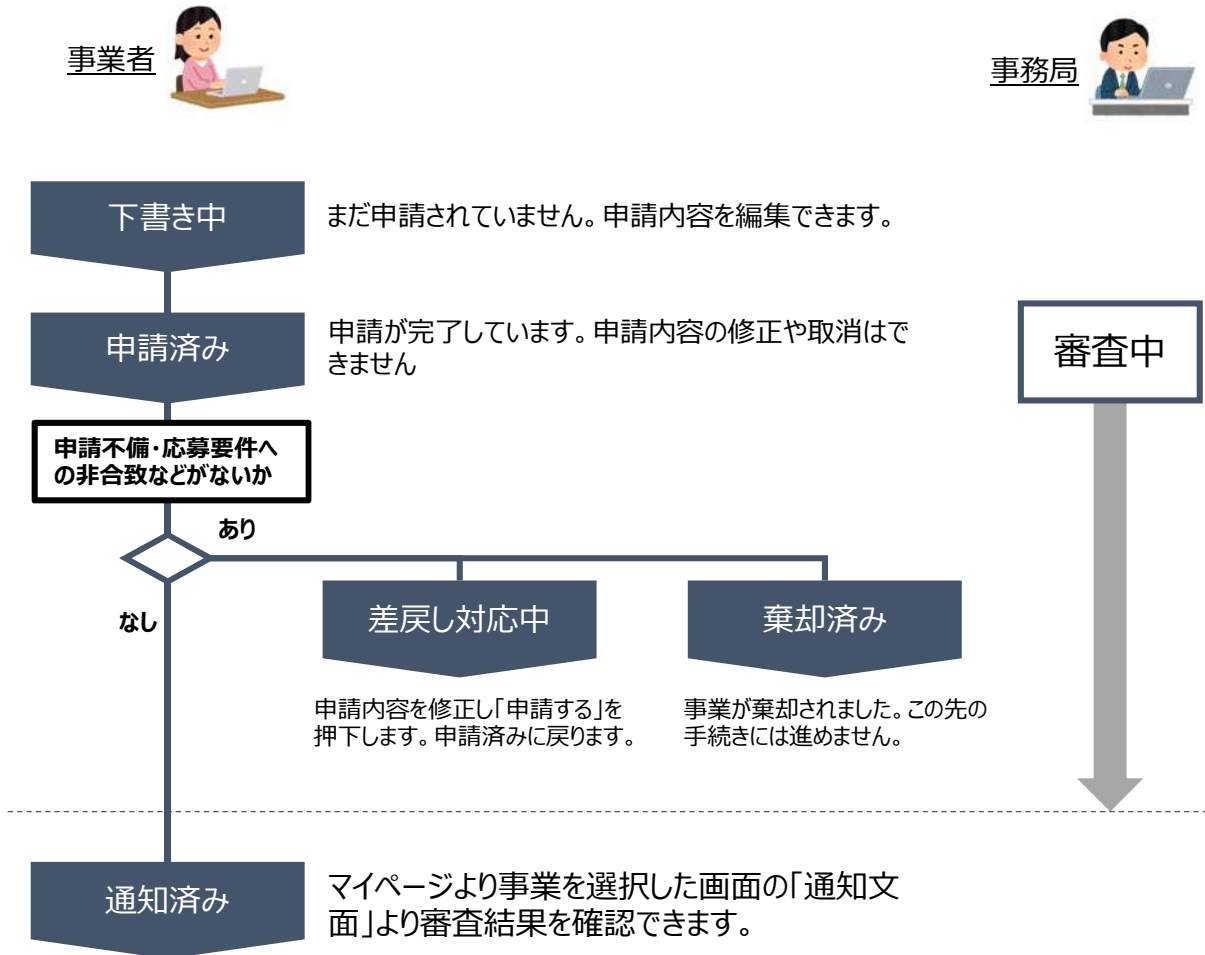 事業者
事務局
下書き中
まだ申請されていません。申請内容を編集できます。
申請済み
申請が完了しています。申請内容の修正や取消はで
きません
審査中
申請不備・応募要件へ
の非合致などがないか
あり
なし
差戻し対応中
棄却済み
申請内容を修正し「申請する」を
押下します。申請済みに戻ります。
事業が棄却されました。この先の
手続きには進めません。
通知済み
マイページより事業を選択した画面の「通知文
面」より審査結果を確認できます。